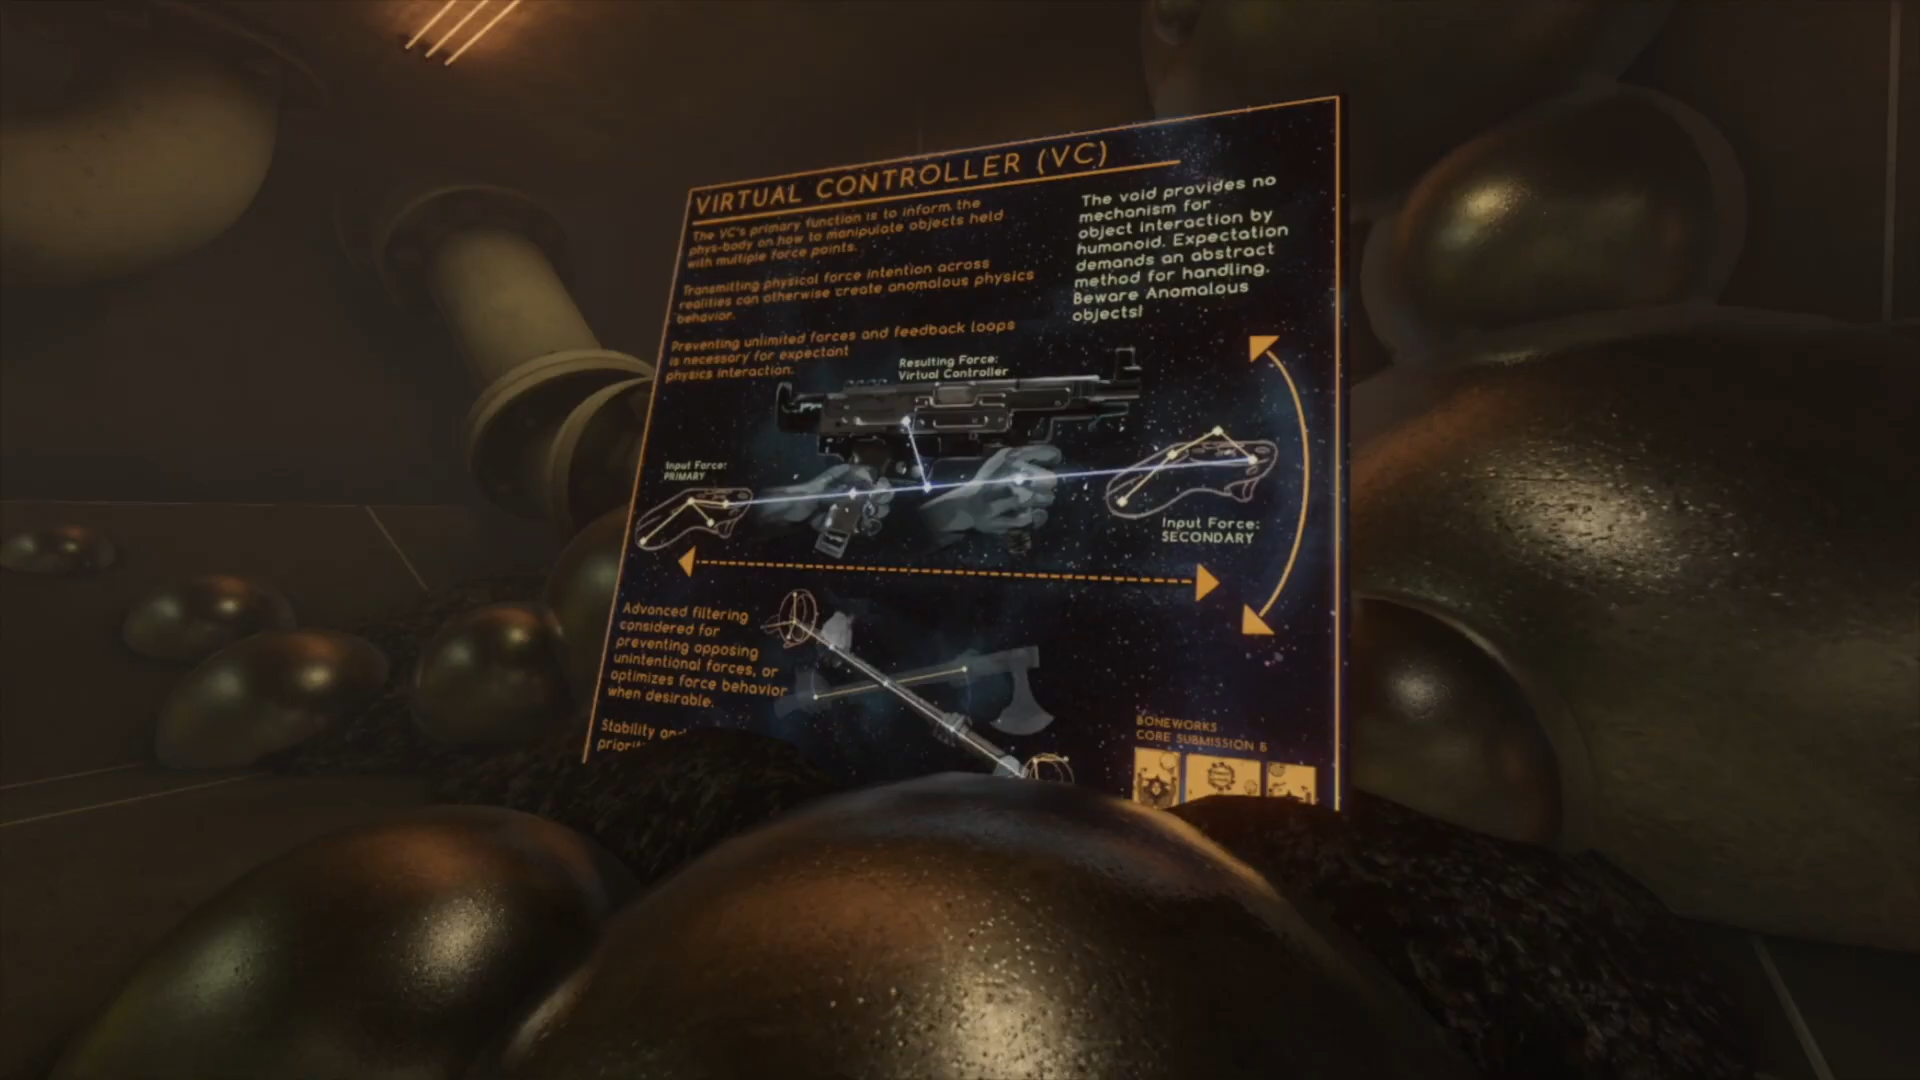 VIRTUAL CONTROLLER (VC)
The VC's primary function is to inform the
phys-body on how to manipulate objects held
with multiple force points.
Transmitting physical force intention across
realities can otherwise create anomalous physics
behavior.
Preventing unlimited forces and feedback loops
is necessary for expectant
physics interaction.
The void provides no
mechanism for
object interaction by
humanoid. Expectation
demands an abstract
method for handling.
Beware Anomalous
objects!
Resulting Force:
Virtual Controller
Input Force:
PRIMARY
Input Force:
SECONDARY
Advanced filtering
considered for
preventing opposing
unintentional forces, or
optimizes force behavior
when desirable.
Stability
BONEWORKS
CORE SUBMISSION 6